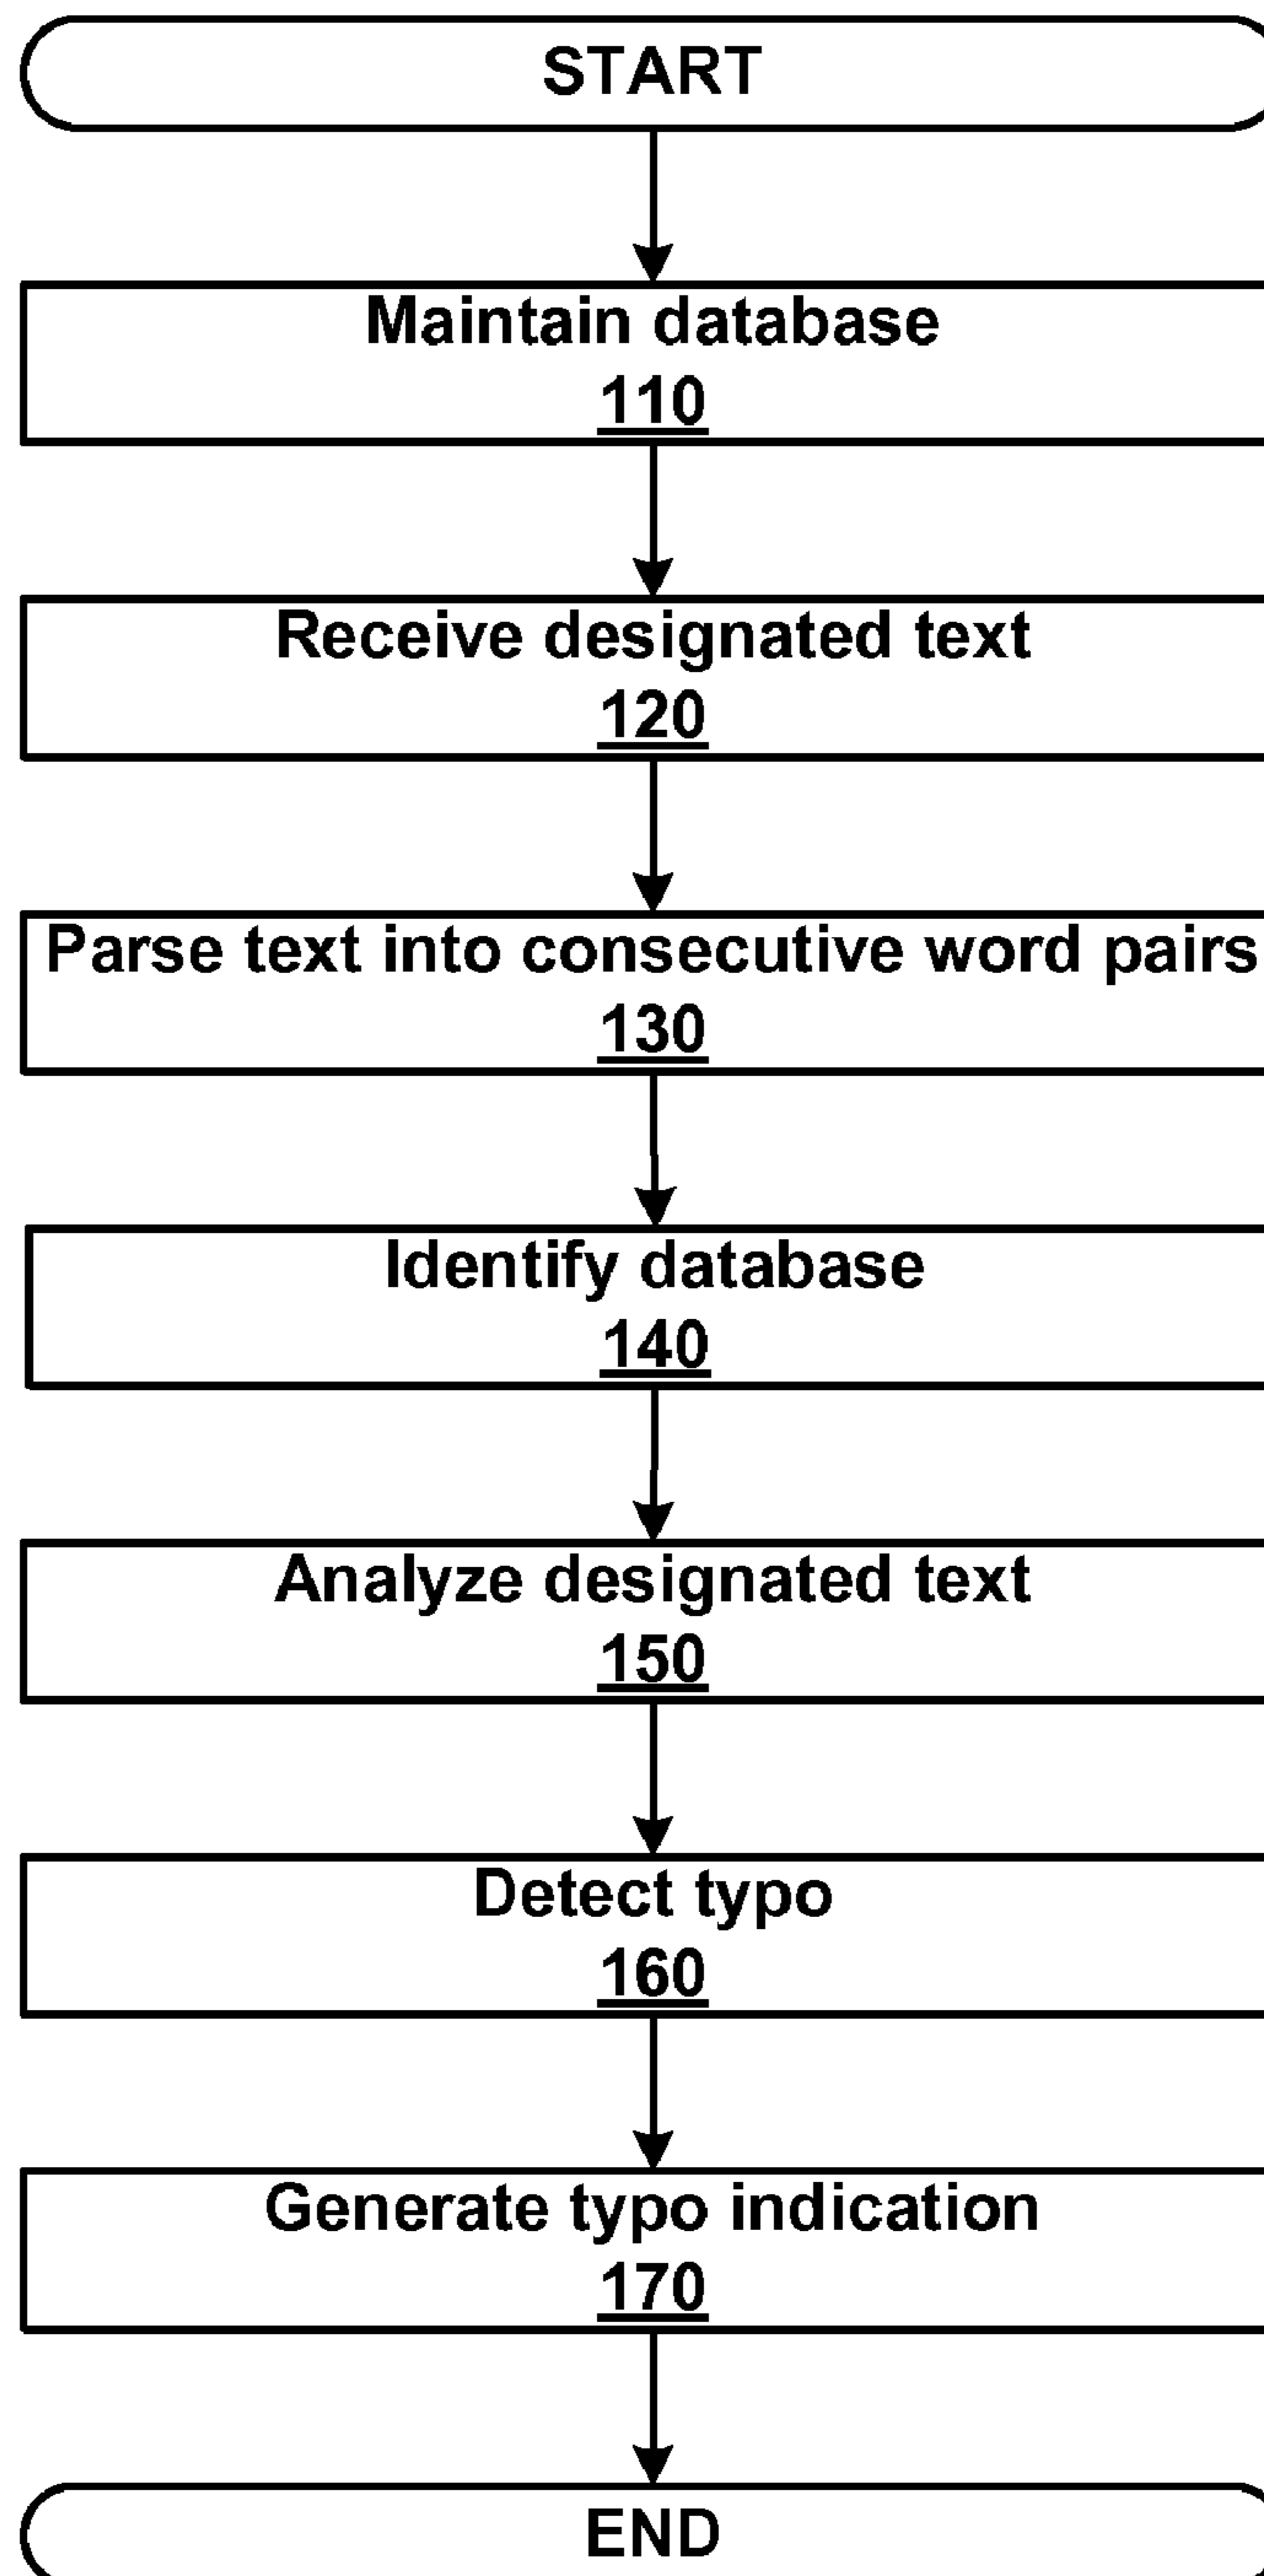 START
Maintain database
110
Receive designated text
120
Parse text into consecutive word pairs
130
Identify database
140
Analyze designated text
150
Detect typo
160
Generate typo indication
170
END